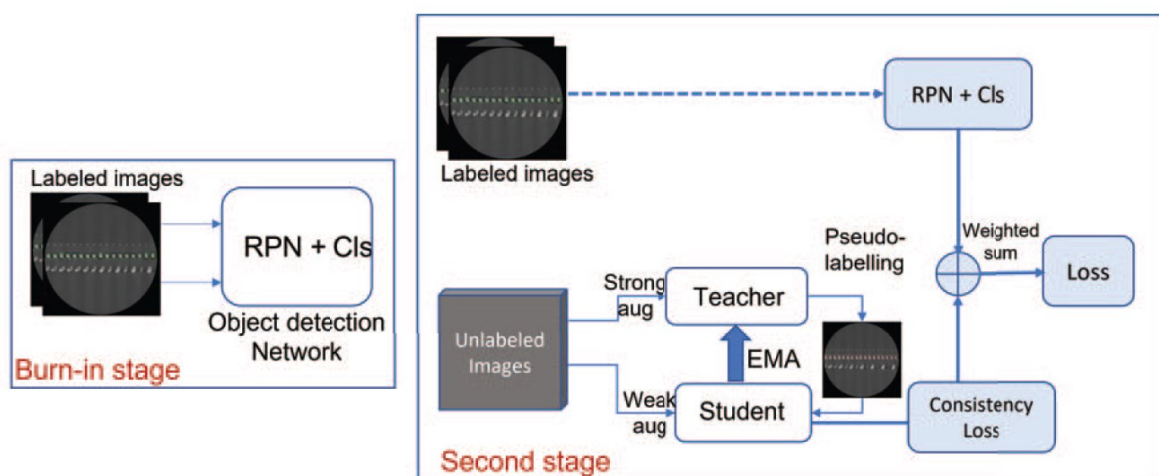 Labeled images
RPN + Cls
Object detection
Network
Burn-in stage
Labeled images
RPN + Cls
Pseudo-
labelling
Weighted
sum
Loss
Unlabeled
Images
Strong
aug
Teacher
EMA
Weak
aug
Student
Consistency
Loss
Second stage